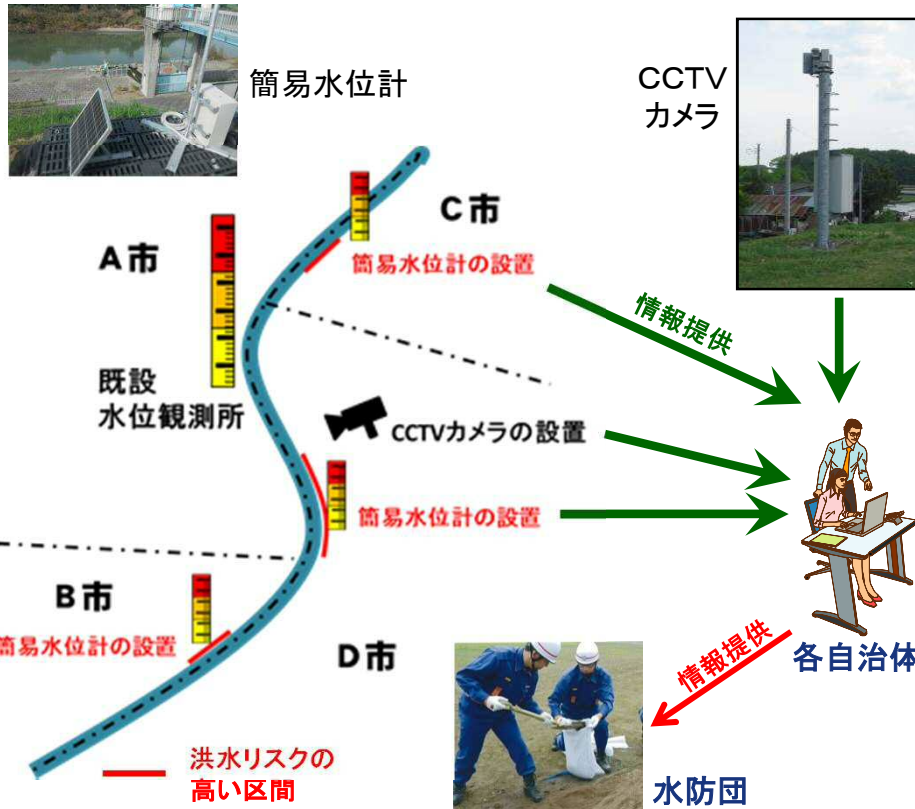 簡易水位計
CCTV
カメラ
C市
A市
簡易水位計の設置
情報提供
既設
水位観測所
CCTVカメラの設置
簡易水位計の設置
B市
簡易水位計の設置
D市
情報提供
各自治体
洪水リスクの
高い区間
水防団